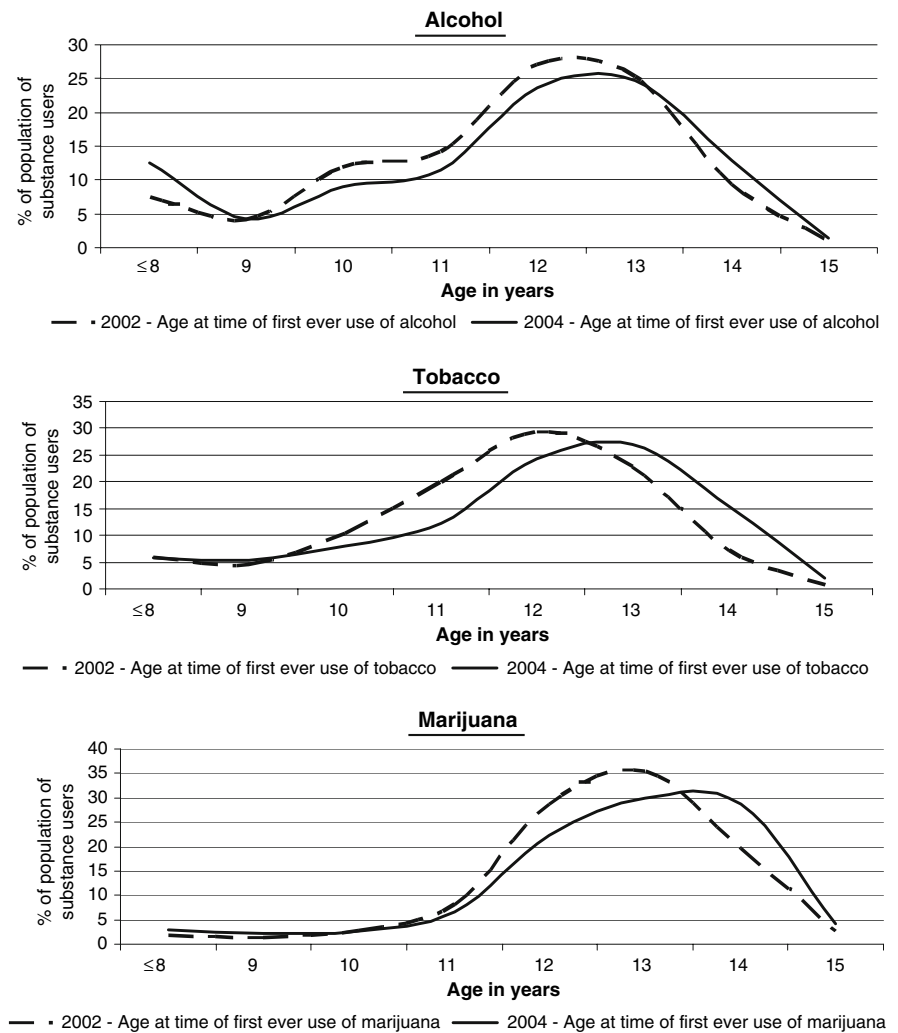 Alcohol
% of population of
substance users
30
25
20
15
10
5
0
≤8 9 10 11 12 13 14 15
Age in years
2002 - Age at time of first ever use of alcohol 2004 - Age at time of first ever use of alcohol
Tobacco
% of population of
substance users
35
30
25
20
15
10
5
0
≤8 9 10 11 12 13 14 15
Age in years
2002 - Age at time of first ever use of tobacco 2004 - Age at time of first ever use of tobacco
Marijuana
% of population of
substance users
40
35
30
25
20
15
10
5
0
≤8 9 10 11 12 13 14 15
Age in years
2002 - Age at time of first ever use of marijuana 2004 - Age at time of first ever use of marijuana